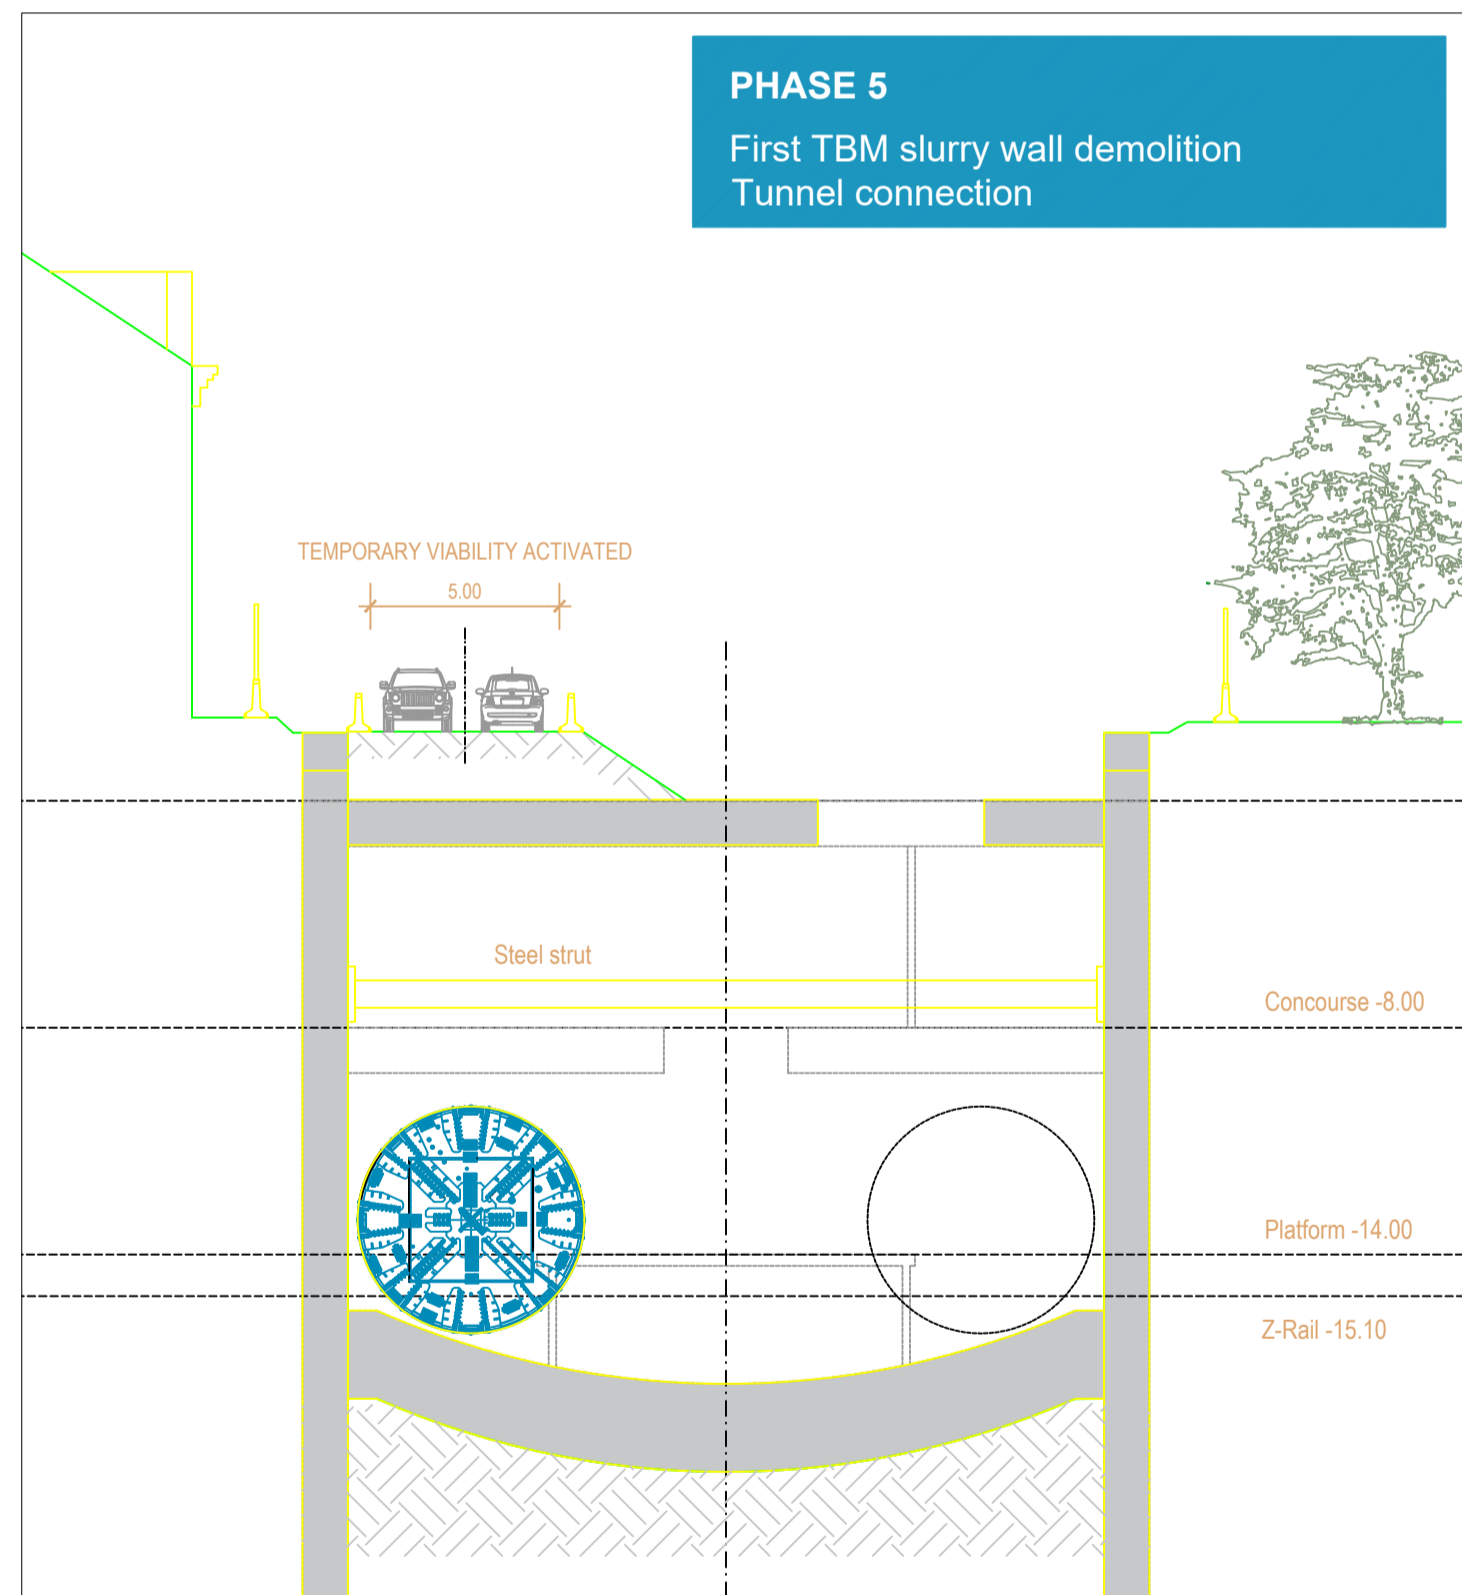 PHASE 5
First TBM slurry wall demolition
Tunnel connection
TEMPORARY VIABILITY ACTIVATED
5.00
Steel strut
Concourse -8.00
Platform -14.00
Z-Rail -15.10